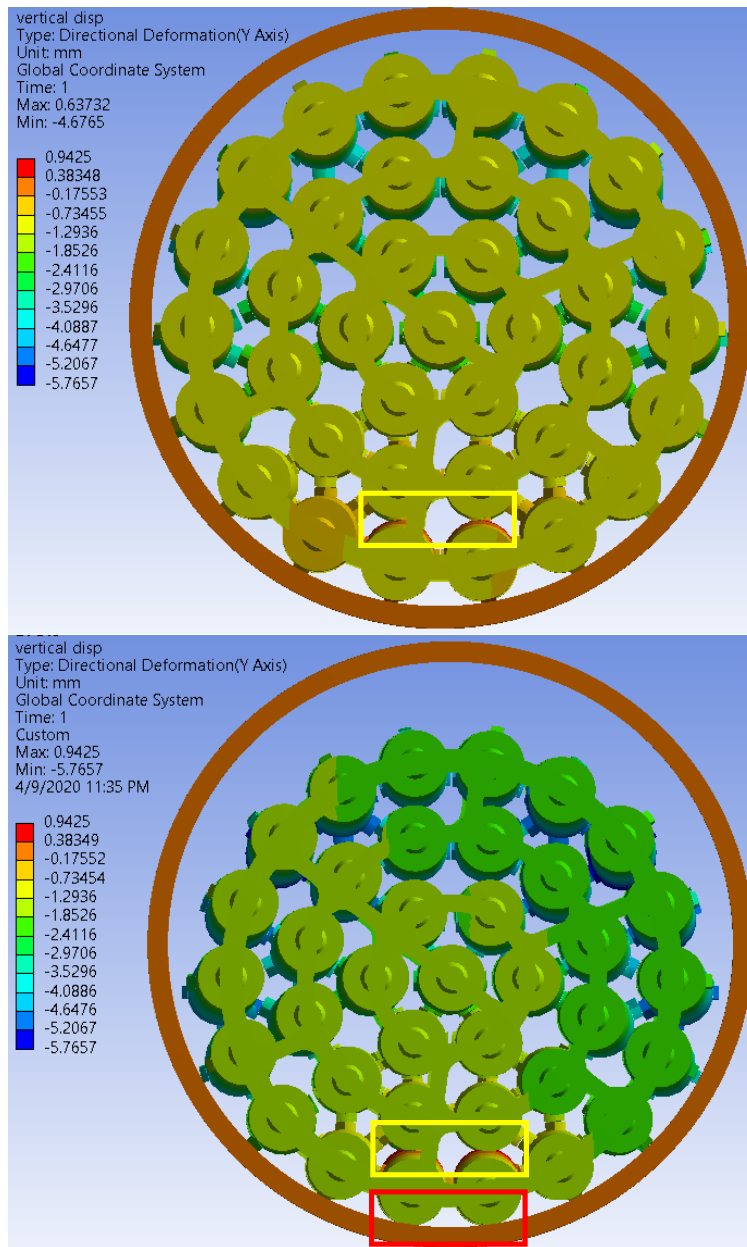 vertical disp
Type: Directional Deformation(Y Axis)
Unit: mm
Global Coordinate System
Time: 1
Max: 0.63732
Min: -4.6765
0.9425
0.38348
-0.17553
-0.73455
-1.2936
-1.8526
-2.4116
-2.9706
-3.5296
-4.0887
-4.6477
-5.2067
-5.7657
vertical disp
Type: Directional Deformation(Y Axis)
Unit: mm
Global Coordinate System
Time: 1
Custom
Max: 0.9425
Min: -5.7657
4/9/2020 11:35 PM
0.9425
0.38349
-0.17552
-0.73454
-1.2936
-1.8526
-2.4116
-2.9706
-3.5296
-4.0886
-4.6476
-5.2067
-5.7657